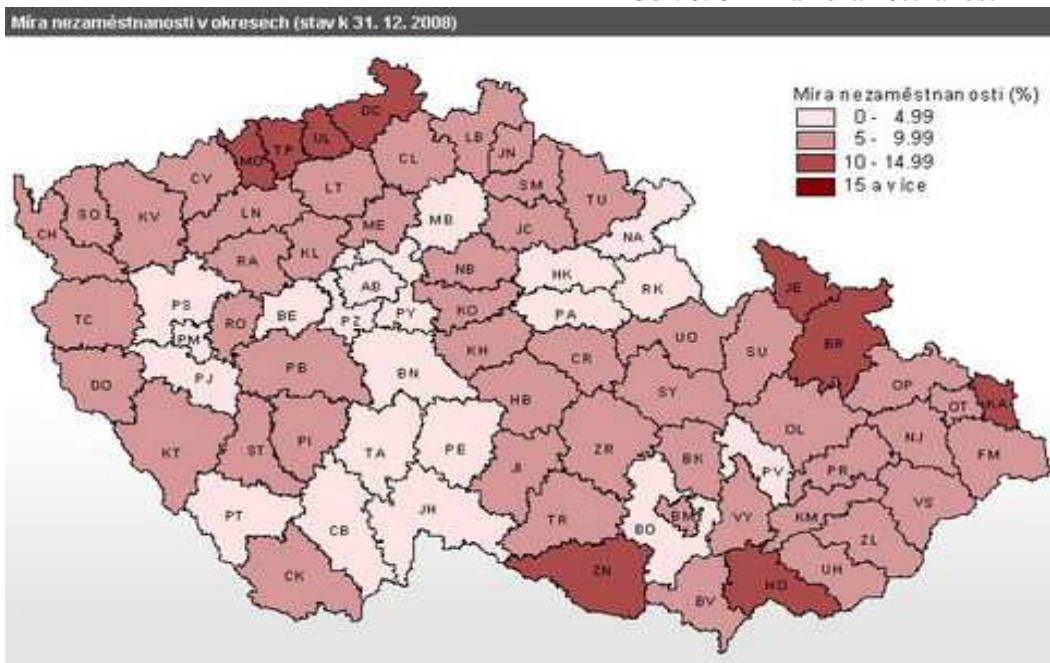 Míra nezaměstnanosti v okresech (stav k 31. 12. 2008)
Míra nezaměstnanosti (%)
0 - 4.99
5 - 9.99
10 - 14.99
15 a více
DC
UL
TP
MO
LB
JN
CL
SM
CV
LT
TU
SO
KV
LN
ME
MB
JC
NA
CH
RA
KL
NB
HK
RK
JE
PS
AB
BE
PZ
PY
KO
PA
TC
RO
PM
UO
SU
BR
PJ
PB
BN
KH
CR
OP
DO
HB
SY
OT
KA
KT
ST
PI
TA
PE
ZR
BK
OL
NJ
FM
JI
PV
PR
PT
CB
JH
TR
BO
BM
VY
KM
VS
ZL
CK
ZN
HO
UH
BV